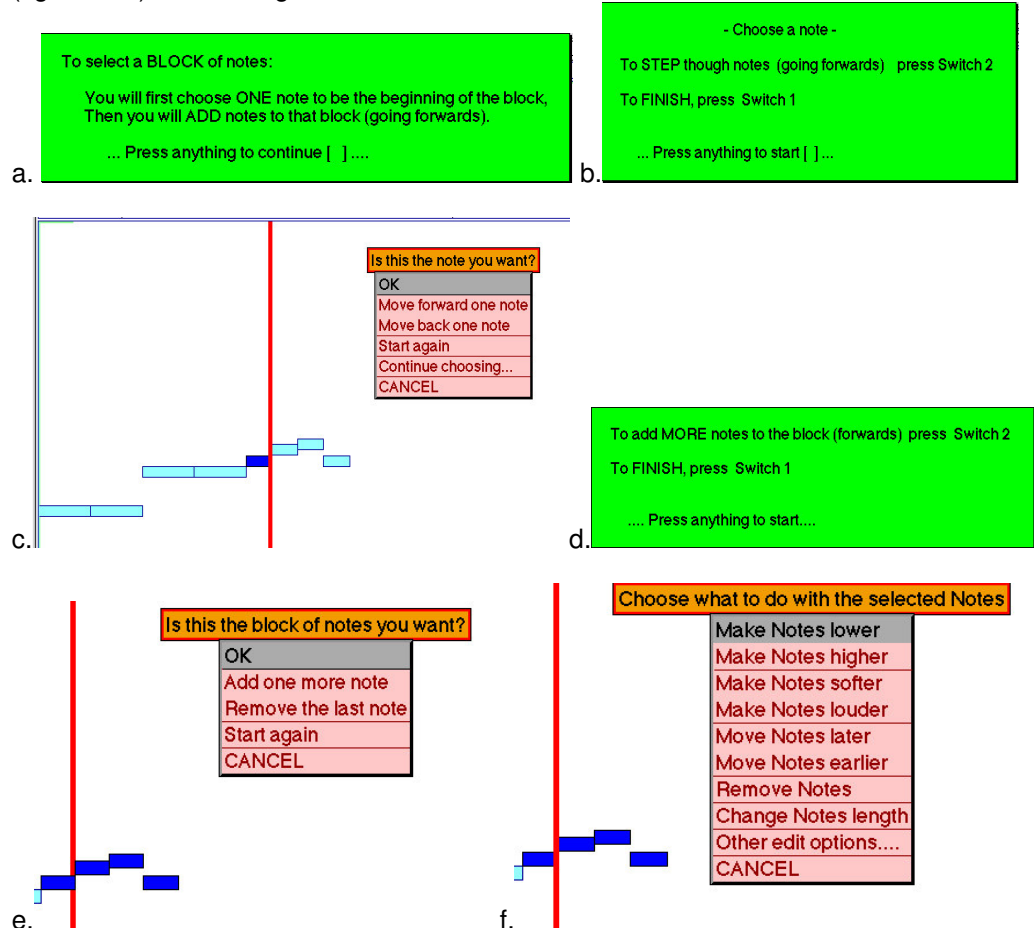 To select a BLOCK of notes:
You will first choose ONE note to be the beginning of the block,
Then you will ADD notes to that block (going forwards).
... Press anything to continue [ ] ....
a.
- Choose a note -
To STEP though notes (going forwards) press Switch 2
To FINISH, press Switch 1
... Press anything to start [ ] ...
b.
Is this the note you want?
OK
Move forward one note
Move back one note
Start again
Continue choosing...
CANCEL
c.
To add MORE notes to the block (forwards) press Switch 2
To FINISH, press Switch 1
.... Press anything to start....
d.
Is this the block of notes you want?
OK
Add one more note
Remove the last note
Start again
CANCEL
e.
Choose what to do with the selected Notes
Make Notes lower
Make Notes higher
Make Notes softer
Make Notes louder
Move Notes later
Move Notes earlier
Remove Notes
Change Notes length
Other edit options....
CANCEL
f.